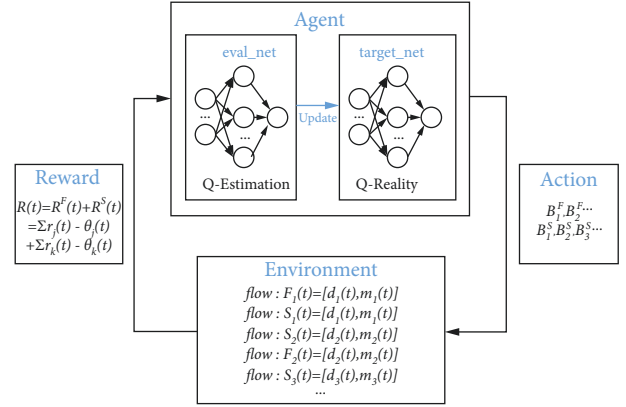 Agent
eval_net
target_net
...
...
Update
...
...
Q-Estimation
Q-Reality
Reward
R(t)=R^F(t)+R^S(t)
=Σr_j(t) - θ_j(t)
+Σr_k(t) - θ_k(t)
Action
B_1^F.B_2^F...
B_1^S.B_2^S.B_3^S...
Environment
flow : F_1(t)=[d_1(t),m_1(t)]
flow : S_1(t)=[d_1(t),m_1(t)]
flow : S_2(t)=[d_2(t),m_2(t)]
flow : F_2(t)=[d_2(t),m_2(t)]
flow : S_3(t)=[d_3(t),m_3(t)]
...